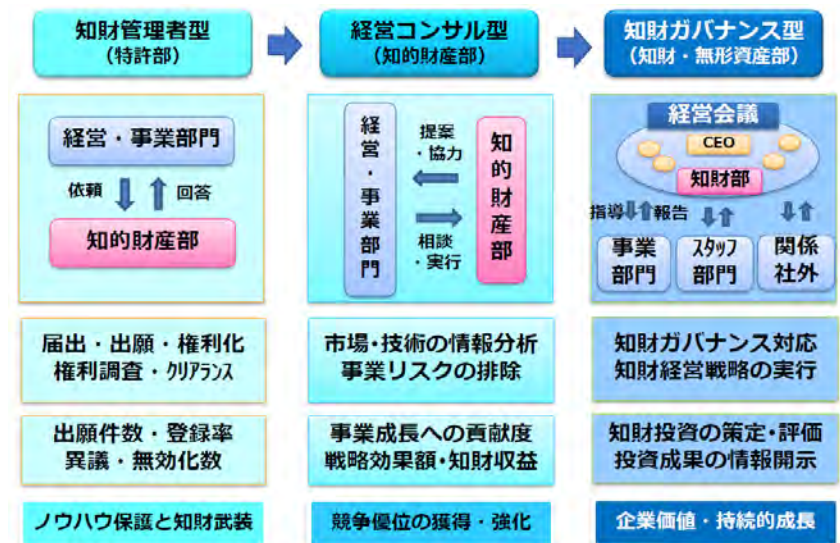 知財管理者型
(特許部)
経営コンサル型
(知的財産部)
知財ガバナンス型
(知財・無形資産部)
経営・事業部門
依頼
回答
知的財産部
経営・事業部門
提案
・協力
相談
・実行
知的財産部
経営会議
CEO
知財部
指導
報告
事業
部門
スタッフ
部門
関係
社外
届出・出願・権利化
権利調査・クリアランス
市場・技術の情報分析
事業リスクの排除
知財ガバナンス対応
知財経営戦略の実行
出願件数・登録率
異議・無効化数
事業成長への貢献度
戦略効果額・知財収益
知財投資の策定・評価
投資成果の情報開示
ノウハウ保護と知財武装
競争優位の獲得・強化
企業価値・持続的成長